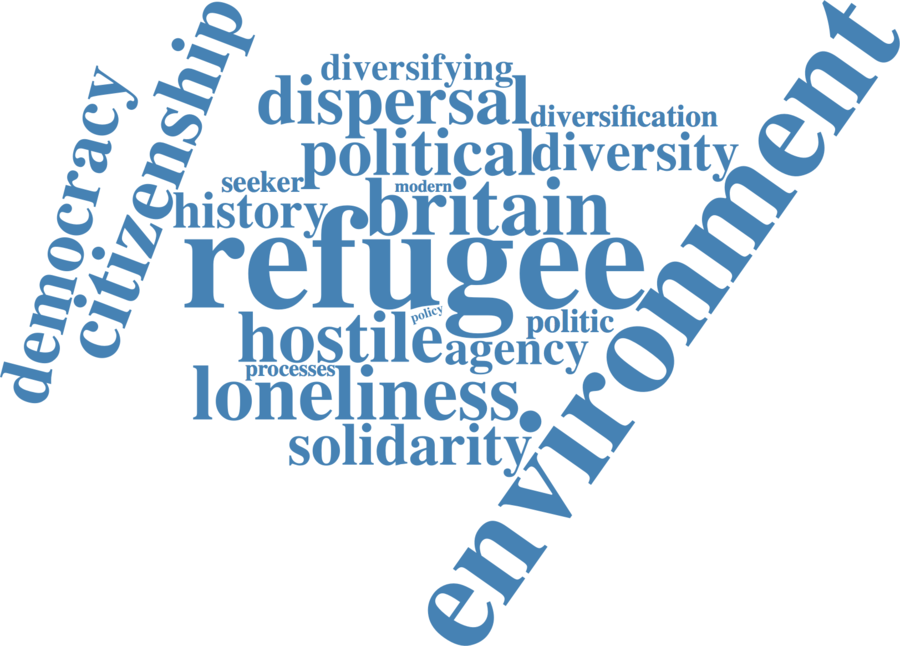 democracy
citizenship
diversifying
dispersal
diversification
political
diversity
seeker
modern
history
britain
refugee
policy
hostile
politic
agency
processes
loneliness
solidarity
environment